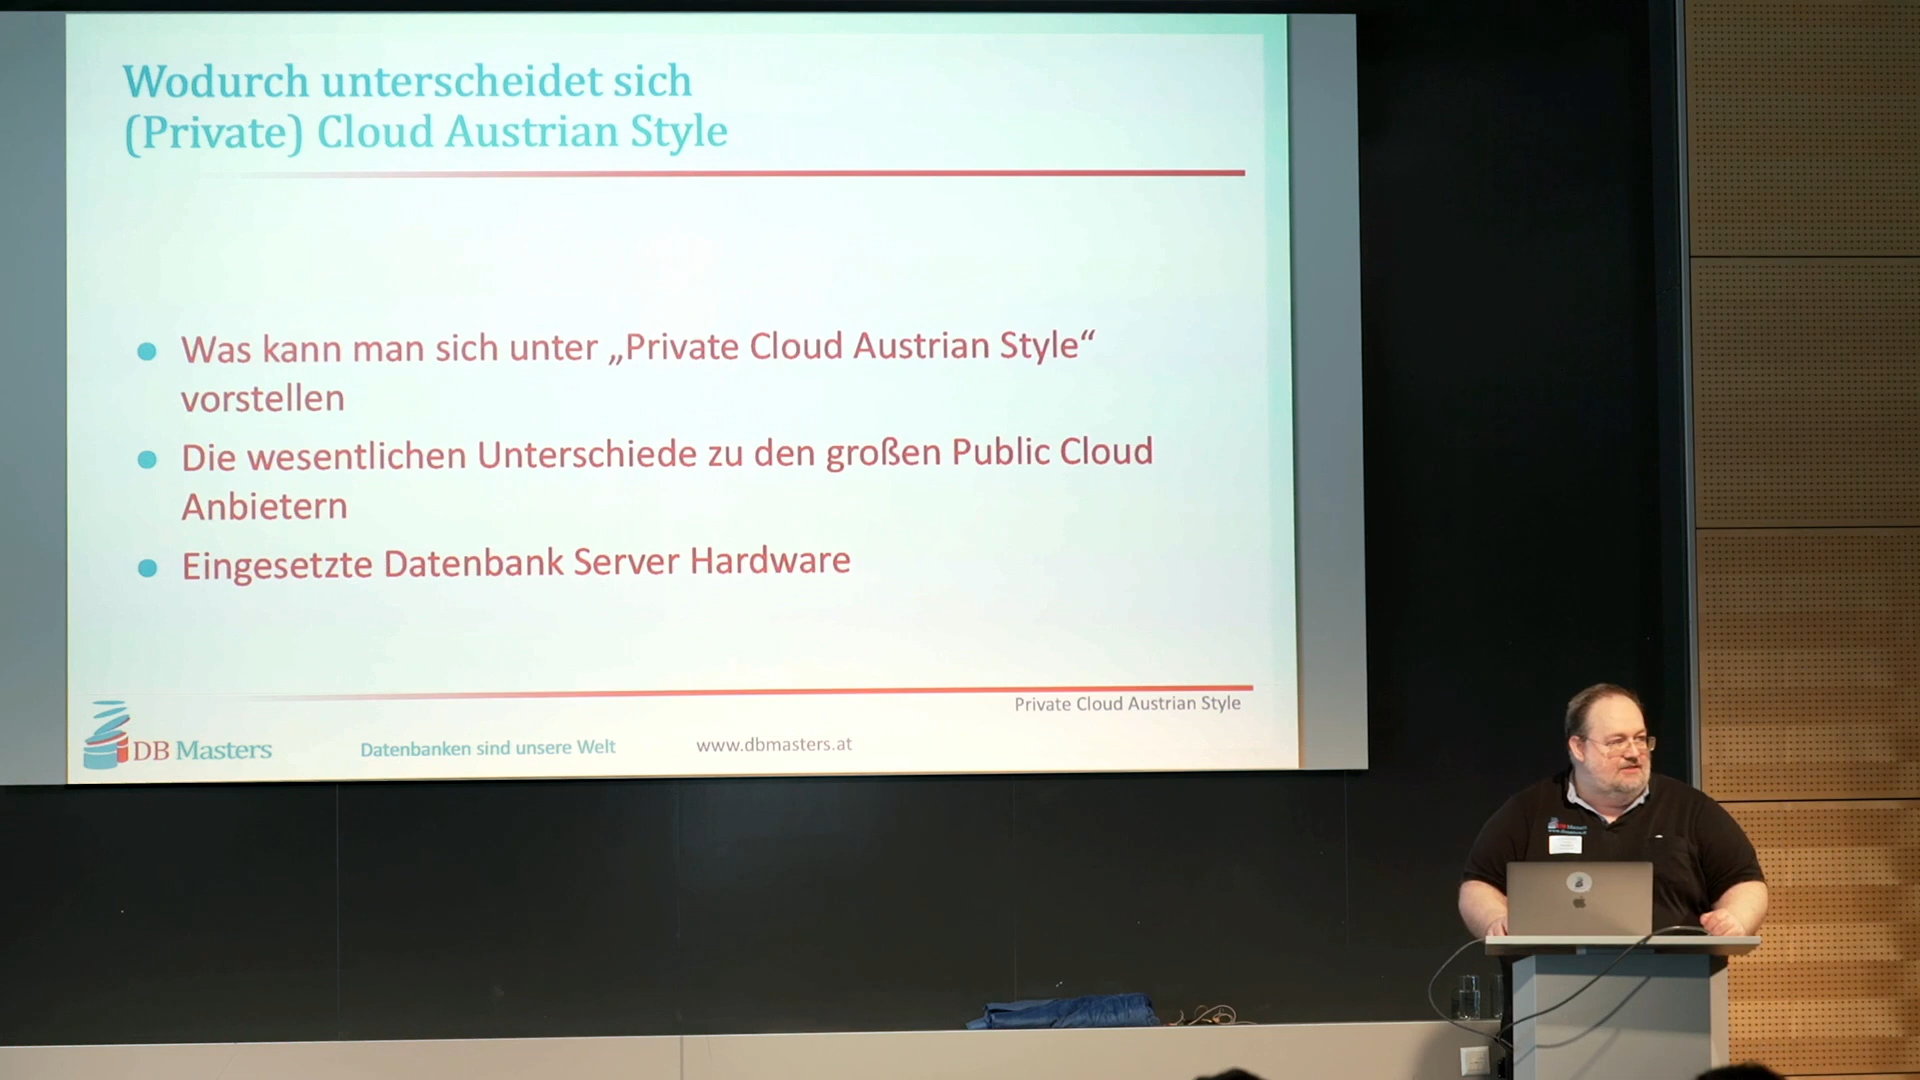 Wodurch unterscheidet sich
(Private) Cloud Austrian Style
Was kann man sich unter „Private Cloud Austrian Style“
vorstellen
Die wesentlichen Unterschiede zu den großen Public Cloud
Anbietern
Eingesetzte Datenbank Server Hardware
Private Cloud Austrian Style
DB Masters
Datenbanken sind unsere Welt
www.dbmasters.at